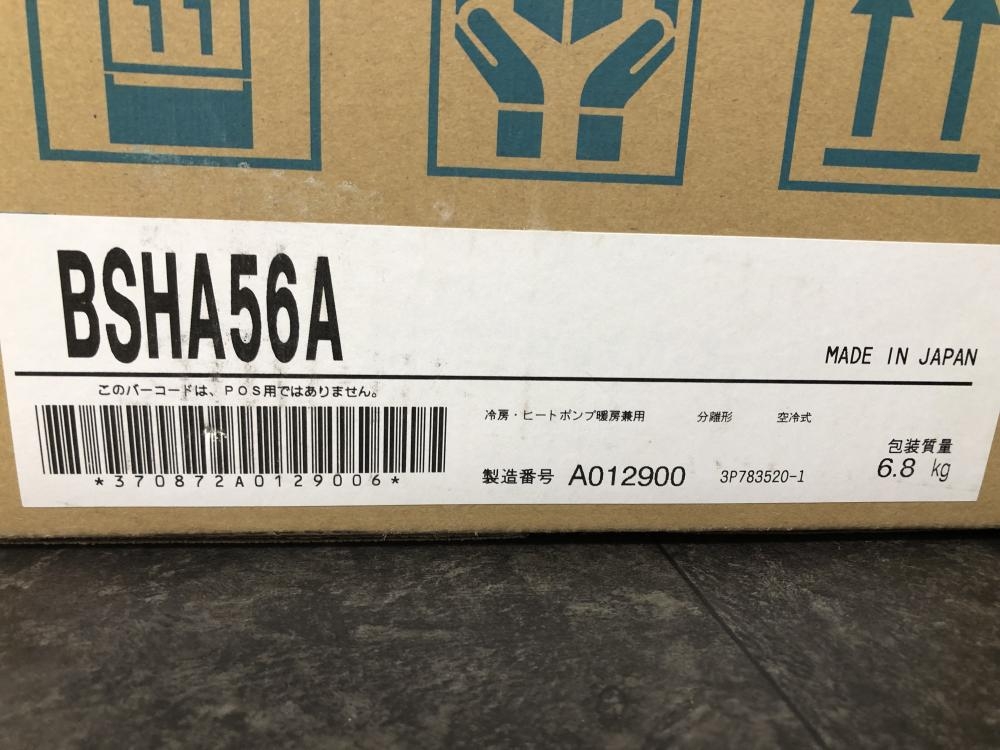 BSHA56A
MADE IN JAPAN
このバーコードは、POS用ではありません。
*370872A0129006*
冷房・ヒートポンプ暖房兼用 分離形 空冷式
製造番号 A012900 3P783520-1
包装質量
6.8 kg